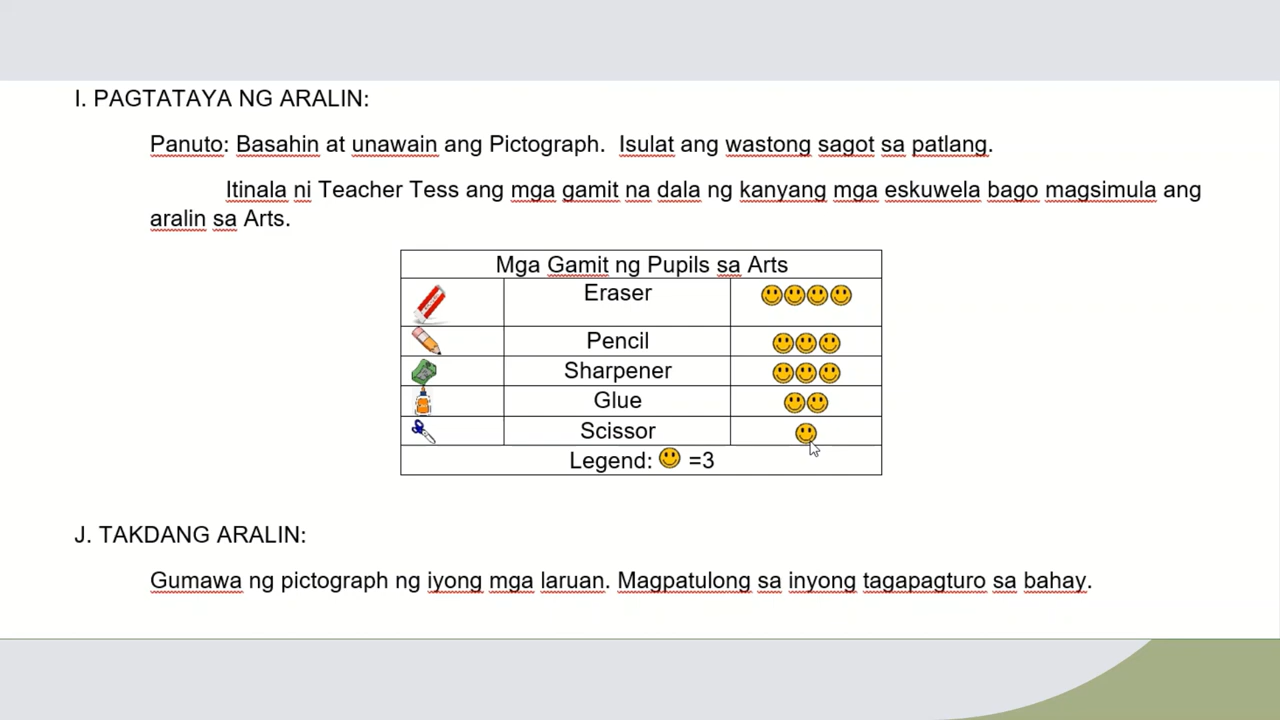 I. PAGTATAYA NG ARALIN:
Panuto: Basahin at unawain ang Pictograph. Isulat ang wastong sagot sa patlang.
Itinala ni Teacher Tess ang mga gamit na dala ng kanyang mga eskuwela bago magsimula ang
aralin sa Arts.
Mga Gamit ng Pupils sa Arts
Eraser
Pencil
Sharpener
Glue
Scissor
Legend: =3
J. TAKDANG ARALIN:
Gumawa ng pictograph ng iyong mga laruan. Magpatulong sa inyong tagapagturo sa bahay.